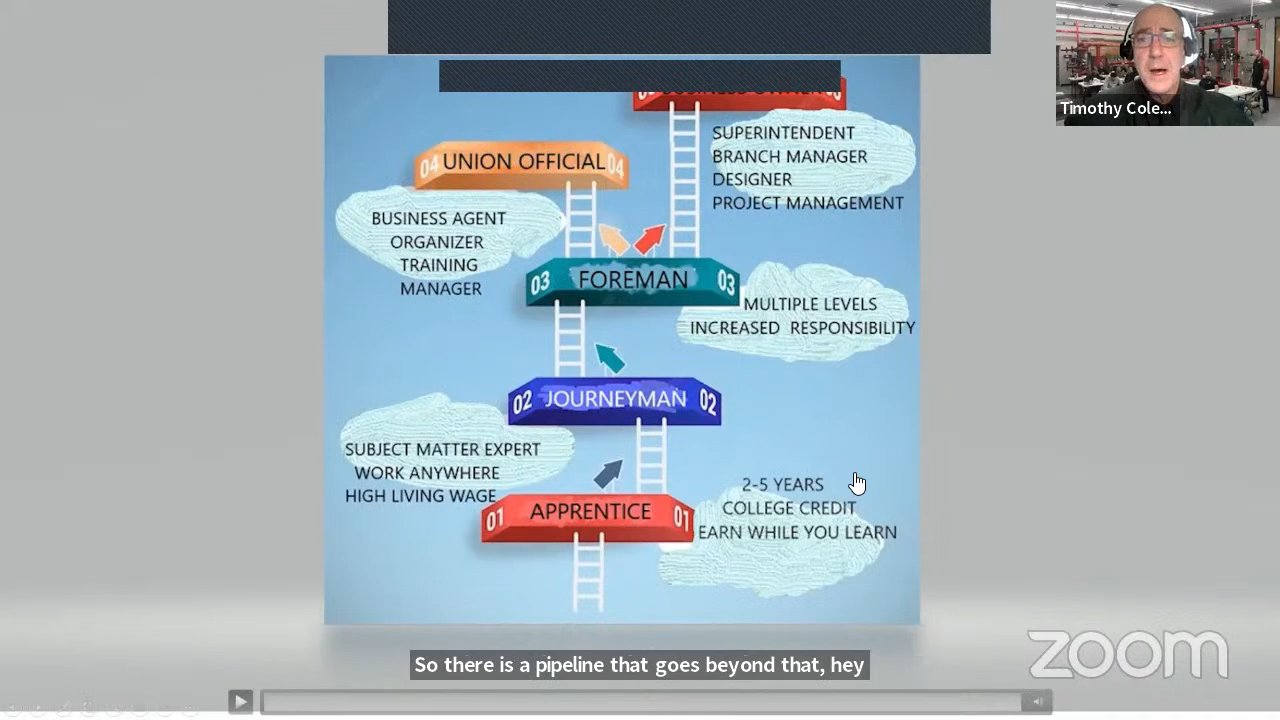 Timothy Cole...
SUPERINTENDENT
BRANCH MANAGER
DESIGNER
PROJECT MANAGEMENT
04 UNION OFFICIAL 04
BUSINESS AGENT
ORGANIZER
TRAINING
MANAGER
03 FOREMAN 03
MULTIPLE LEVELS
INCREASED RESPONSIBILITY
02 JOURNEYMAN 02
SUBJECT MATTER EXPERT
WORK ANYWHERE
HIGH LIVING WAGE
01 APPRENTICE 01
2-5 YEARS
COLLEGE CREDIT
EARN WHILE YOU LEARN
So there is a pipeline that goes beyond that, hey
zoom